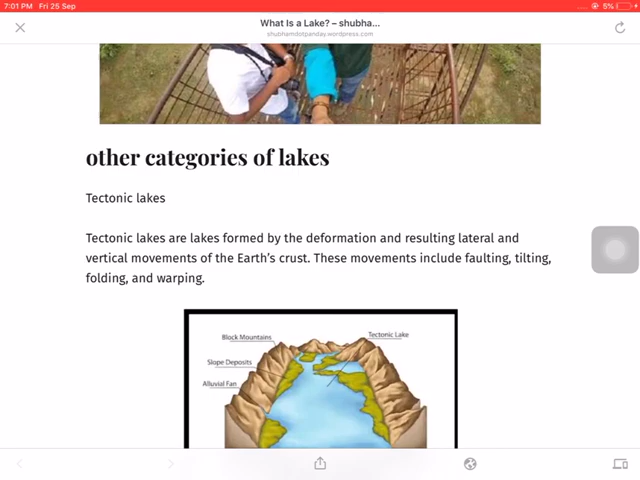 7:01 PM Fri 25 Sep
5%
What Is a Lake? – shubha...
shubhamdotpanday.wordpress.com
other categories of lakes
Tectonic lakes
Tectonic lakes are lakes formed by the deformation and resulting lateral and
vertical movements of the Earth’s crust. These movements include faulting, tilting,
folding, and warping.
Block Mountains
Tectonic Lake
Slope Deposits
Alluvial Fan